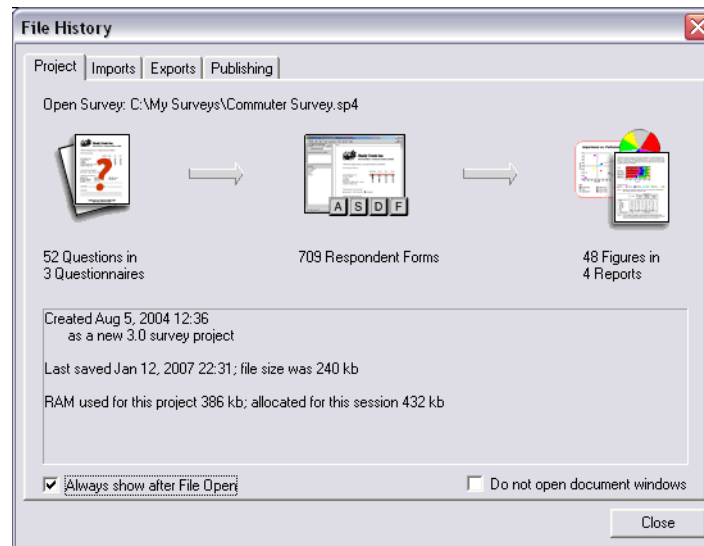 File History
Project Imports Exports Publishing
Open Survey: C:\My Surveys\Commuter Survey.sp4
?
A S D F
52 Questions in
3 Questionnaires
709 Respondent Forms
48 Figures in
4 Reports
Created Aug 5, 2004 12:36
as a new 3.0 survey project
Last saved Jan 12, 2007 22:31; file size was 240 kb
RAM used for this project 386 kb; allocated for this session 432 kb
Always show after File Open
Do not open document windows
Close